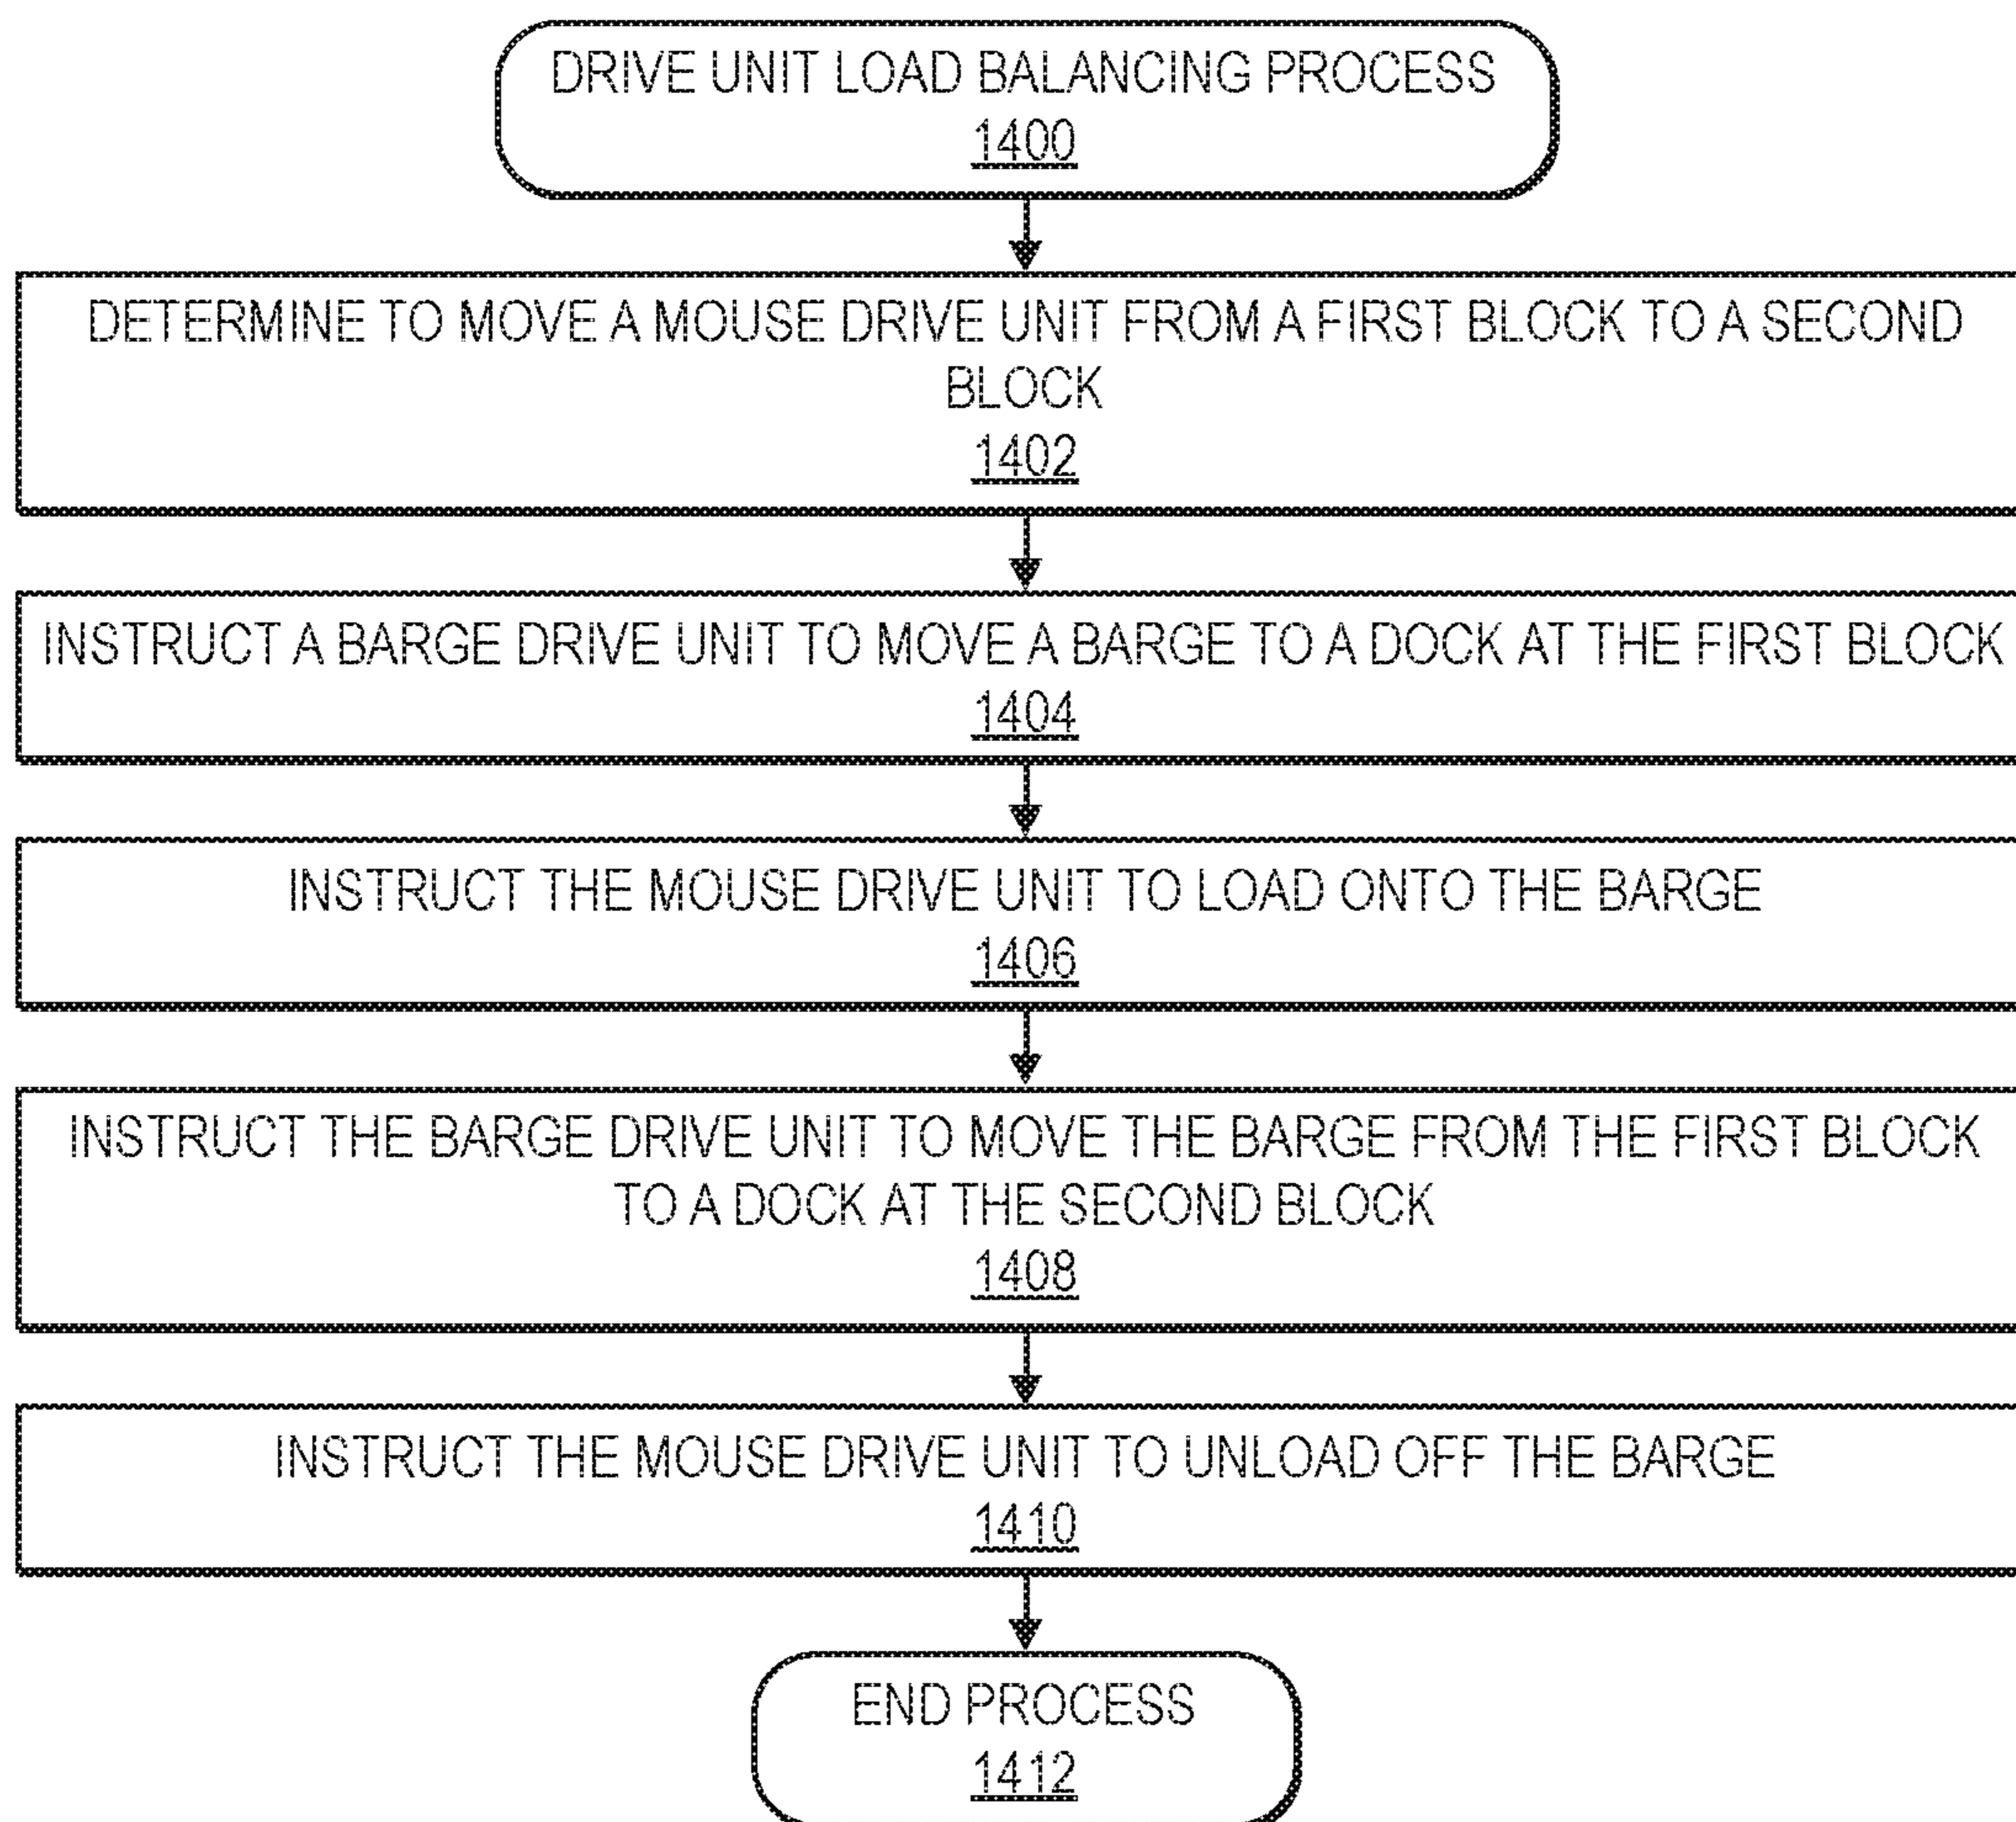 DRIVE UNIT LOAD BALANCING PROCESS
1400
DETERMINE TO MOVE A MOUSE DRIVE UNIT FROM A FIRST BLOCK TO A SECOND
BLOCK
1402
INSTRUCT A BARGE DRIVE UNIT TO MOVE A BARGE TO A DOCK AT THE FIRST BLOCK
1404
INSTRUCT THE MOUSE DRIVE UNIT TO LOAD ONTO THE BARGE
1406
INSTRUCT THE BARGE DRIVE UNIT TO MOVE THE BARGE FROM THE FIRST BLOCK
TO A DOCK AT THE SECOND BLOCK
1408
INSTRUCT THE MOUSE DRIVE UNIT TO UNLOAD OFF THE BARGE
1410
END PROCESS
1412